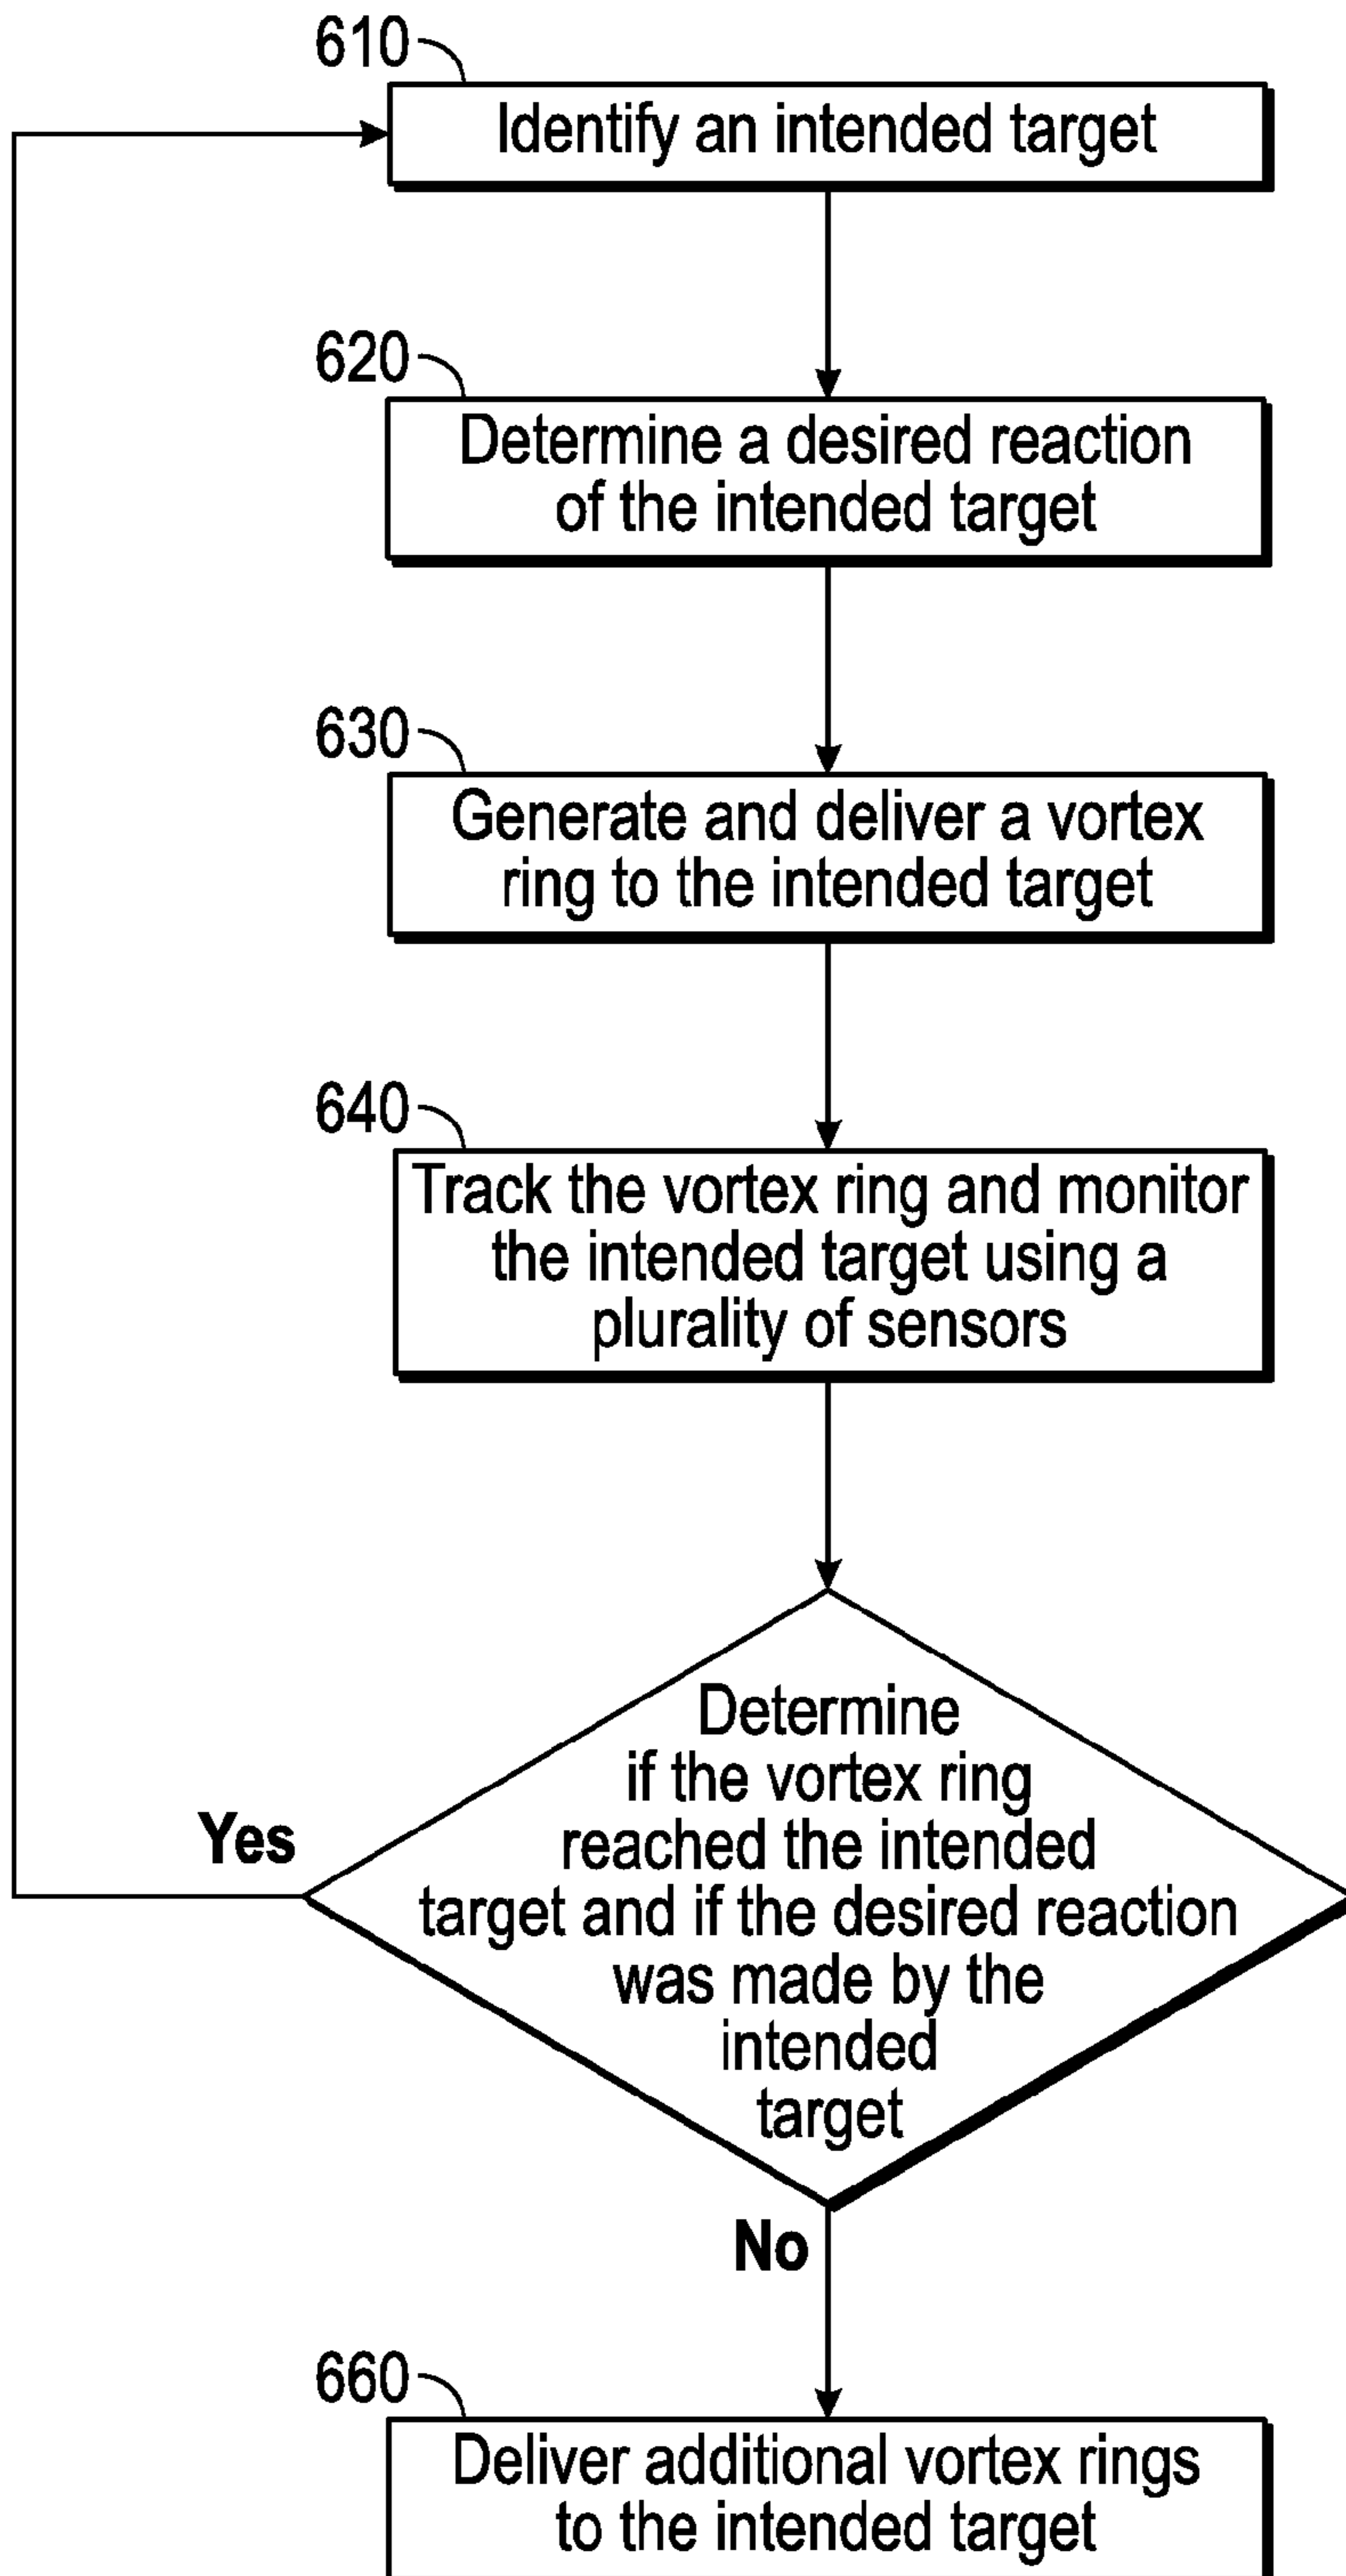 610
Identify an intended target
620
Determine a desired reaction
of the intended target
630
Generate and deliver a vortex
ring to the intended target
640
Track the vortex ring and monitor
the intended target using a
plurality of sensors
Determine
if the vortex ring
reached the intended
target and if the desired reaction
was made by the
intended
target
Yes
No
660
Deliver additional vortex rings
to the intended target